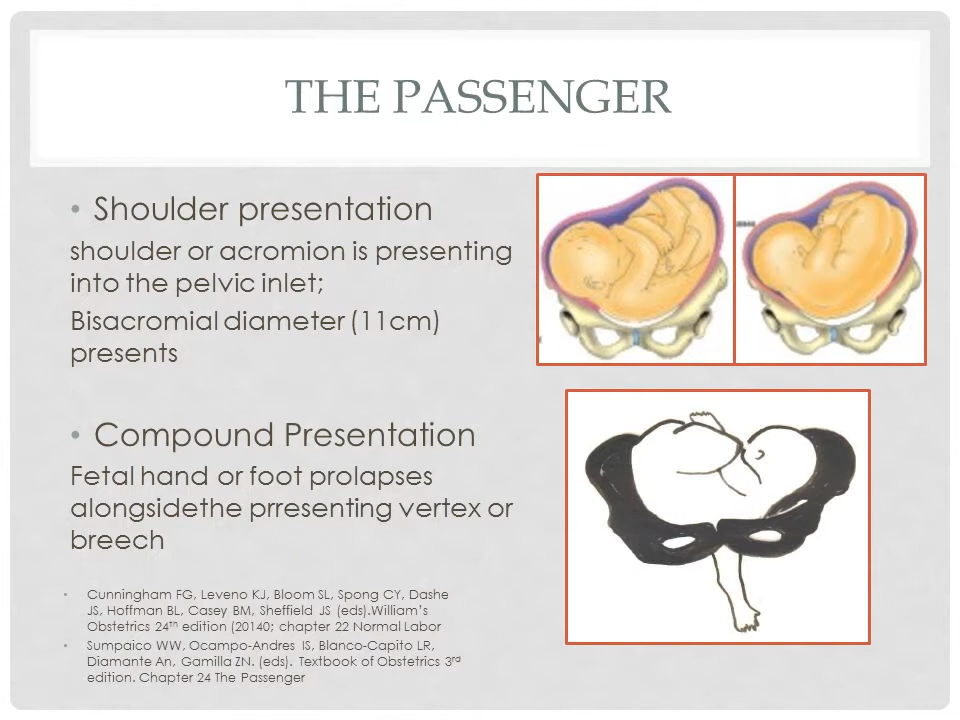 THE PASSENGER
• Shoulder presentation
shoulder or acromion is presenting
into the pelvic inlet;
Bisacromial diameter (11cm)
presents
• Compound Presentation
Fetal hand or foot prolapses
alongsidethe prresenting vertex or
breech
• Cunningham FG, Leveno KJ, Bloom SL, Spong CY, Dashe
JS, Hoffman BL, Casey BM, Sheffield JS (eds).William's
Obstetrics 24th edition (20140; chapter 22 Normal Labor
• Sumpaico WW, Ocampo-Andres IS, Blanco-Capito LR,
Diamante An, Gamilla ZN. (eds). Textbook of Obstetrics 3rd
edition. Chapter 24 The Passenger